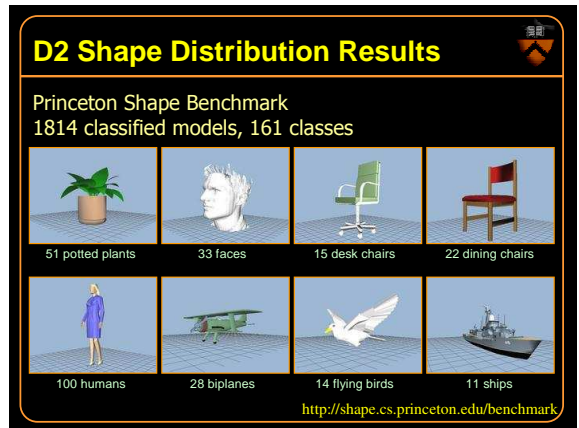 D2 Shape Distribution Results
Princeton Shape Benchmark
1814 classified models, 161 classes
51 potted plants
33 faces
15 desk chairs
22 dining chairs
100 humans
28 biplanes
14 flying birds
11 ships
http://shape.cs.princeton.edu/benchmark